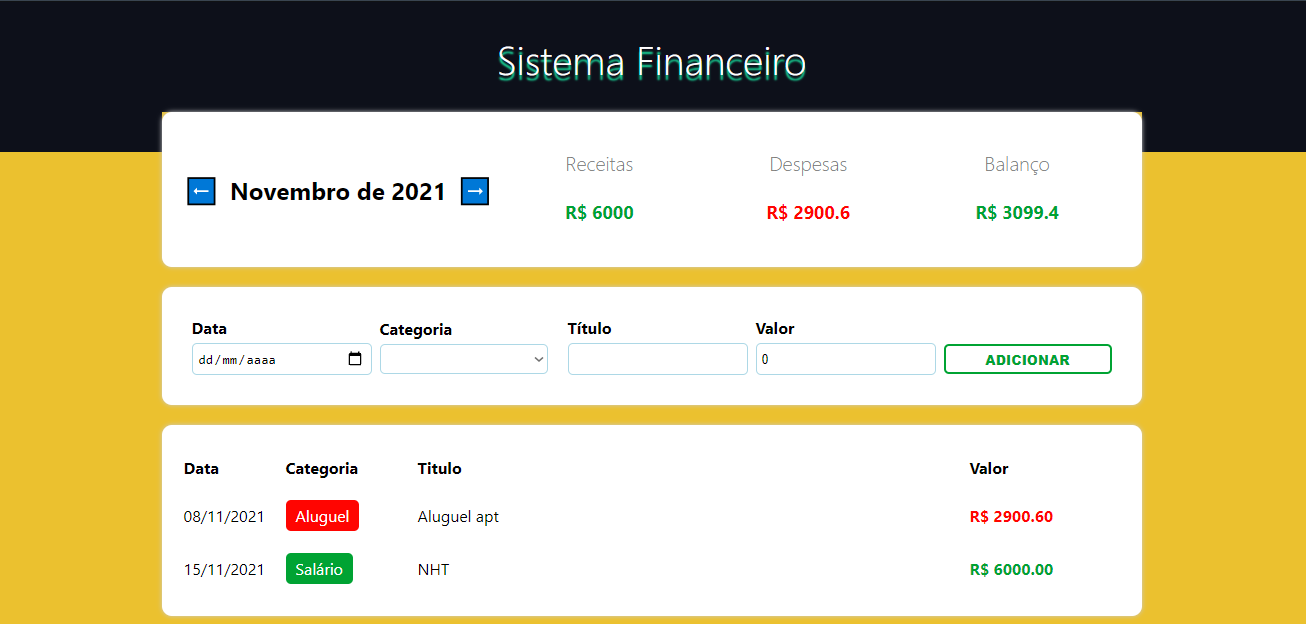 Sistema Financeiro
← Novembro de 2021 →
Receitas Despesas Balanço
R$ 6000 R$ 2900.6 R$ 3099.4
Data Categoria Título Valor
dd/mm/aaaa 0 ADICIONAR
Data Categoria Titulo Valor
08/11/2021 Aluguel Aluguel apt R$ 2900.60
15/11/2021 Salário NHT R$ 6000.00